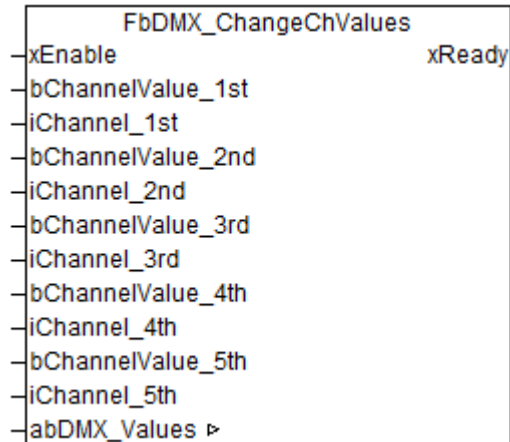 FbDMX_ChangeChValues
xEnable xReady
bChannelValue_1st
iChannel_1st
bChannelValue_2nd
iChannel_2nd
bChannelValue_3rd
iChannel_3rd
bChannelValue_4th
iChannel_4th
bChannelValue_5th
iChannel_5th
abDMX_Values ▷